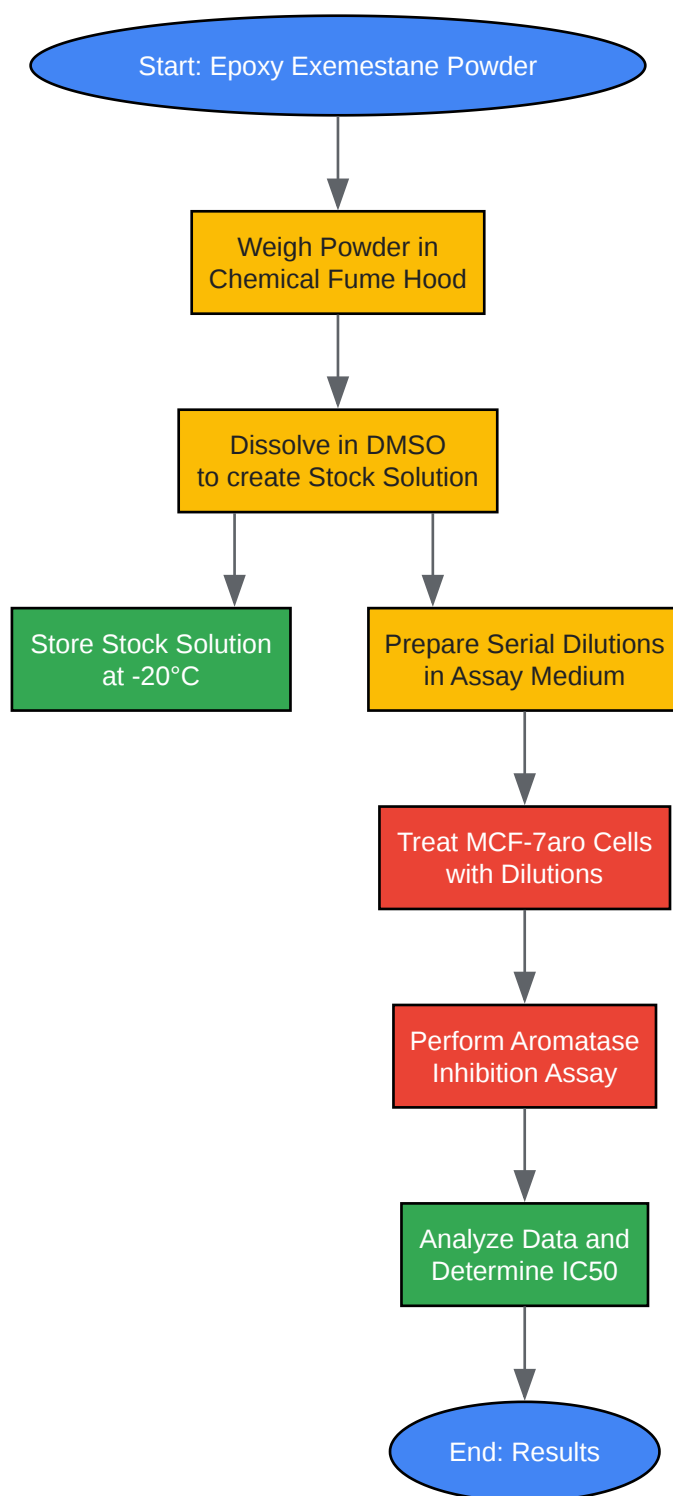 Start: Epoxy Exemestane Powder
Weigh Powder in
Chemical Fume Hood
Dissolve in DMSO
to create Stock Solution
Store Stock Solution
at -20°C
Prepare Serial Dilutions
in Assay Medium
Treat MCF-7aro Cells
with Dilutions
Perform Aromatase
Inhibition Assay
Analyze Data and
Determine IC50
End: Results